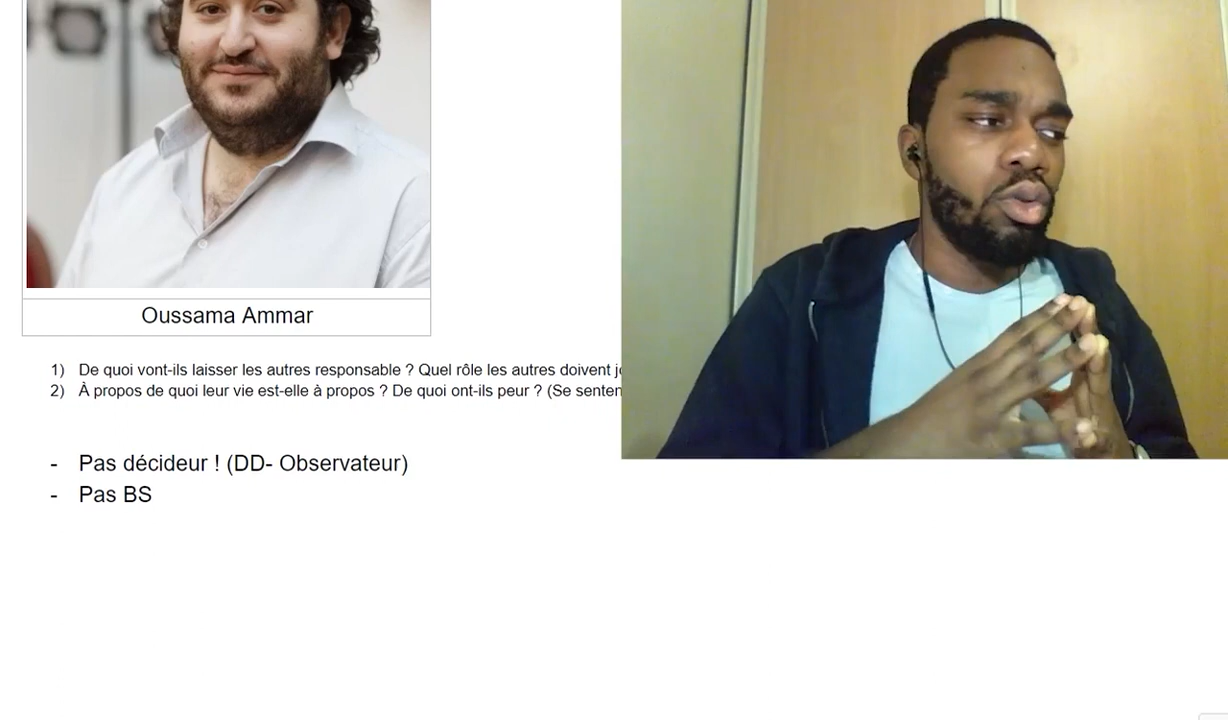 Oussama Ammar
1) De quoi vont-ils laisser les autres responsable ? Quel rôle les autres doivent
2) À propos de quoi leur vie est-elle à propos ? De quoi ont-ils peur ? (Se
- Pas décideur ! (DD- Observateur)
- Pas BS